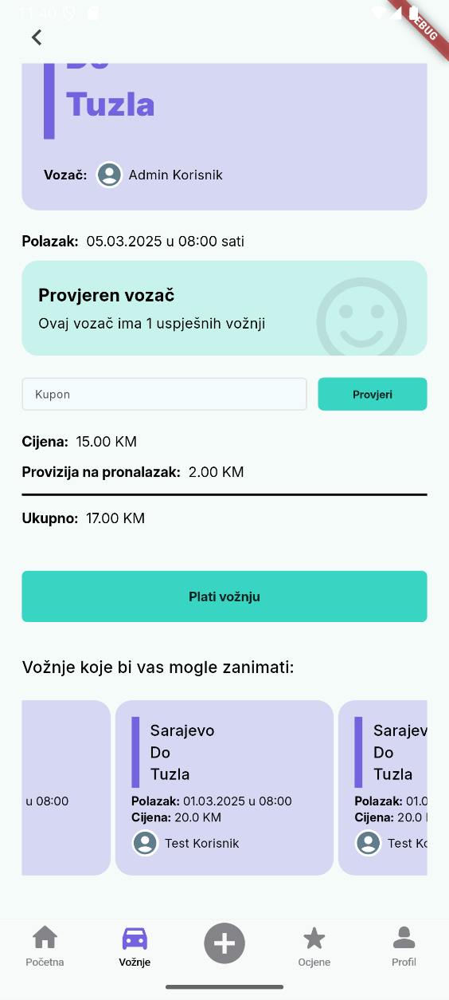 11:40
DEBUG
Do
Tuzla
Vozač: Admin Korisnik
Polazak: 05.03.2025 u 08:00 sati
Provjeren vozač
Ovaj vozač ima 1 uspješnih vožnji
Kupon
Provjeri
Cijena: 15.00 KM
Provizija na pronalazak: 2.00 KM
Ukupno: 17.00 KM
Plati vožnju
Vožnje koje bi vas mogle zanimati:
u 08:00
Sarajevo
Do
Tuzla
Polazak: 01.03.2025 u 08:00
Cijena: 20.0 KM
Test Korisnik
Sarajev
Do
Tuzla
Polazak: 01.0
Cijena: 20.0
Test Ko
Početna
Vožnje
Ocjene
Profil